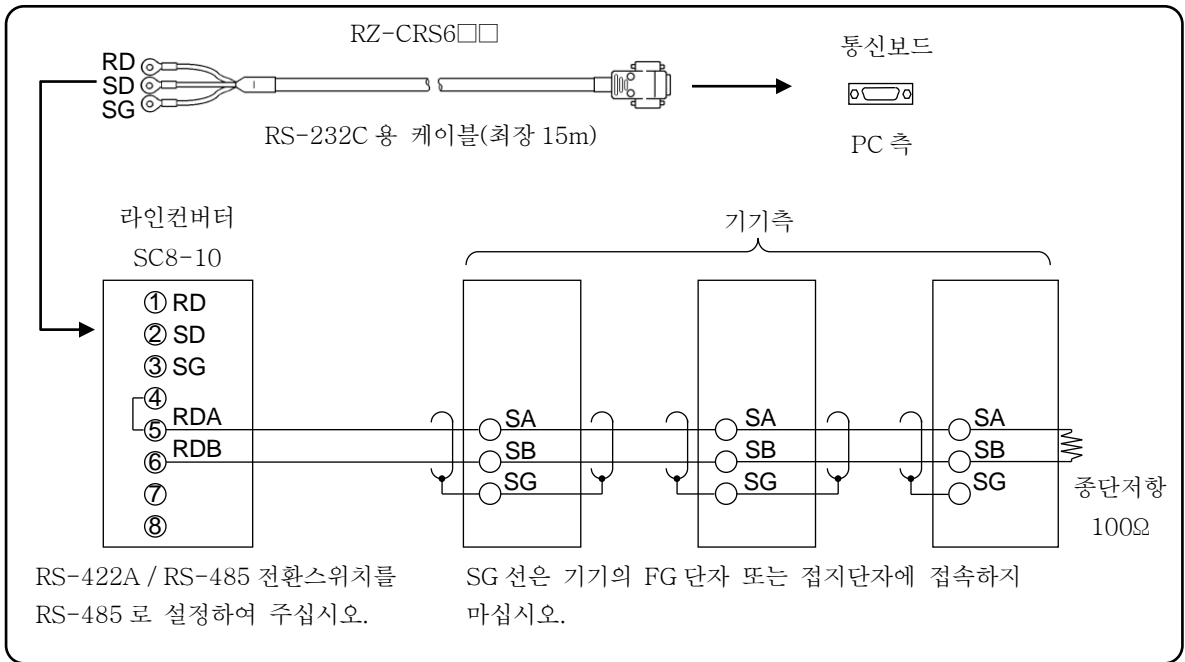 RZ-CRS6□□
통신보드
RD
SD
SG
RS-232C 용 케이블(최장 15m)
PC 측
라인컨버터
SC8-10
기기측
① RD
② SD
③ SG
④
⑤ RDA
⑥ RDB
⑦
⑧
SA
SB
SG
SA
SB
SG
SA
SB
SG
종단저항
100Ω
RS-422A / RS-485 전환스위치를
RS-485 로 설정하여 주십시오.
SG 선은 기기의 FG 단자 또는 접지단자에 접속하지
마십시오.